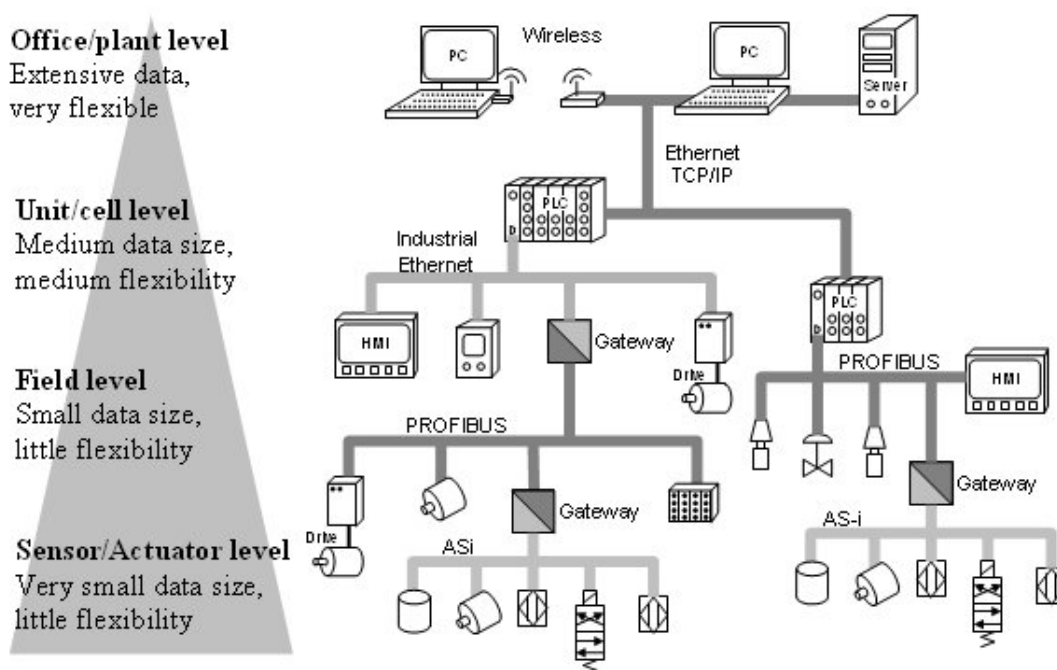 Office/plant level
Extensive data,
very flexible
Unit/cell level
Medium data size,
medium flexibility
Field level
Small data size,
little flexibility
Sensor/Actuator level
Very small data size,
little flexibility
Wireless
PC
PC
Server
Ethernet
TCP/IP
PLC
D
Industrial
Ethernet
PLC
D
HMI
Gateway
Drive
PROFIBUS
HMI
PROFIBUS
Gateway
Drive
Gateway
ASi
AS-i